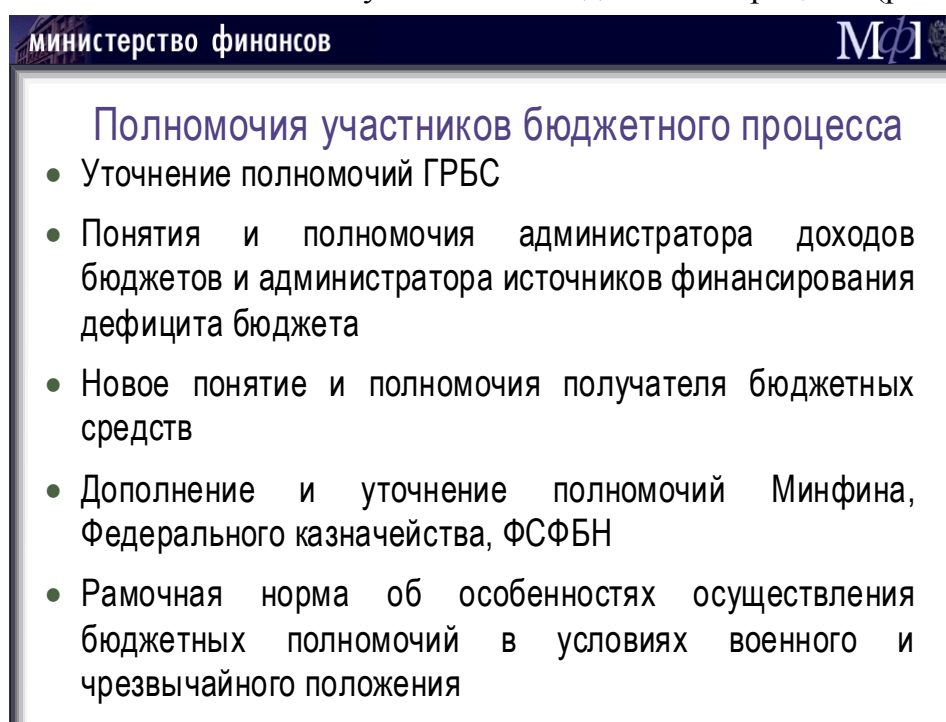 министерство финансов
Мф
Полномочия участников бюджетного процесса
• Уточнение полномочий ГРБС
• Понятия и полномочия администратора доходов
бюджетов и администратора источников финансирования
дефицита бюджета
• Новое понятие и полномочия получателя бюджетных
средств
• Дополнение и уточнение полномочий Минфина,
Федерального казначейства, ФСФБН
• Рамочная норма об особенностях осуществления
бюджетных полномочий в условиях военного и
чрезвычайного положения